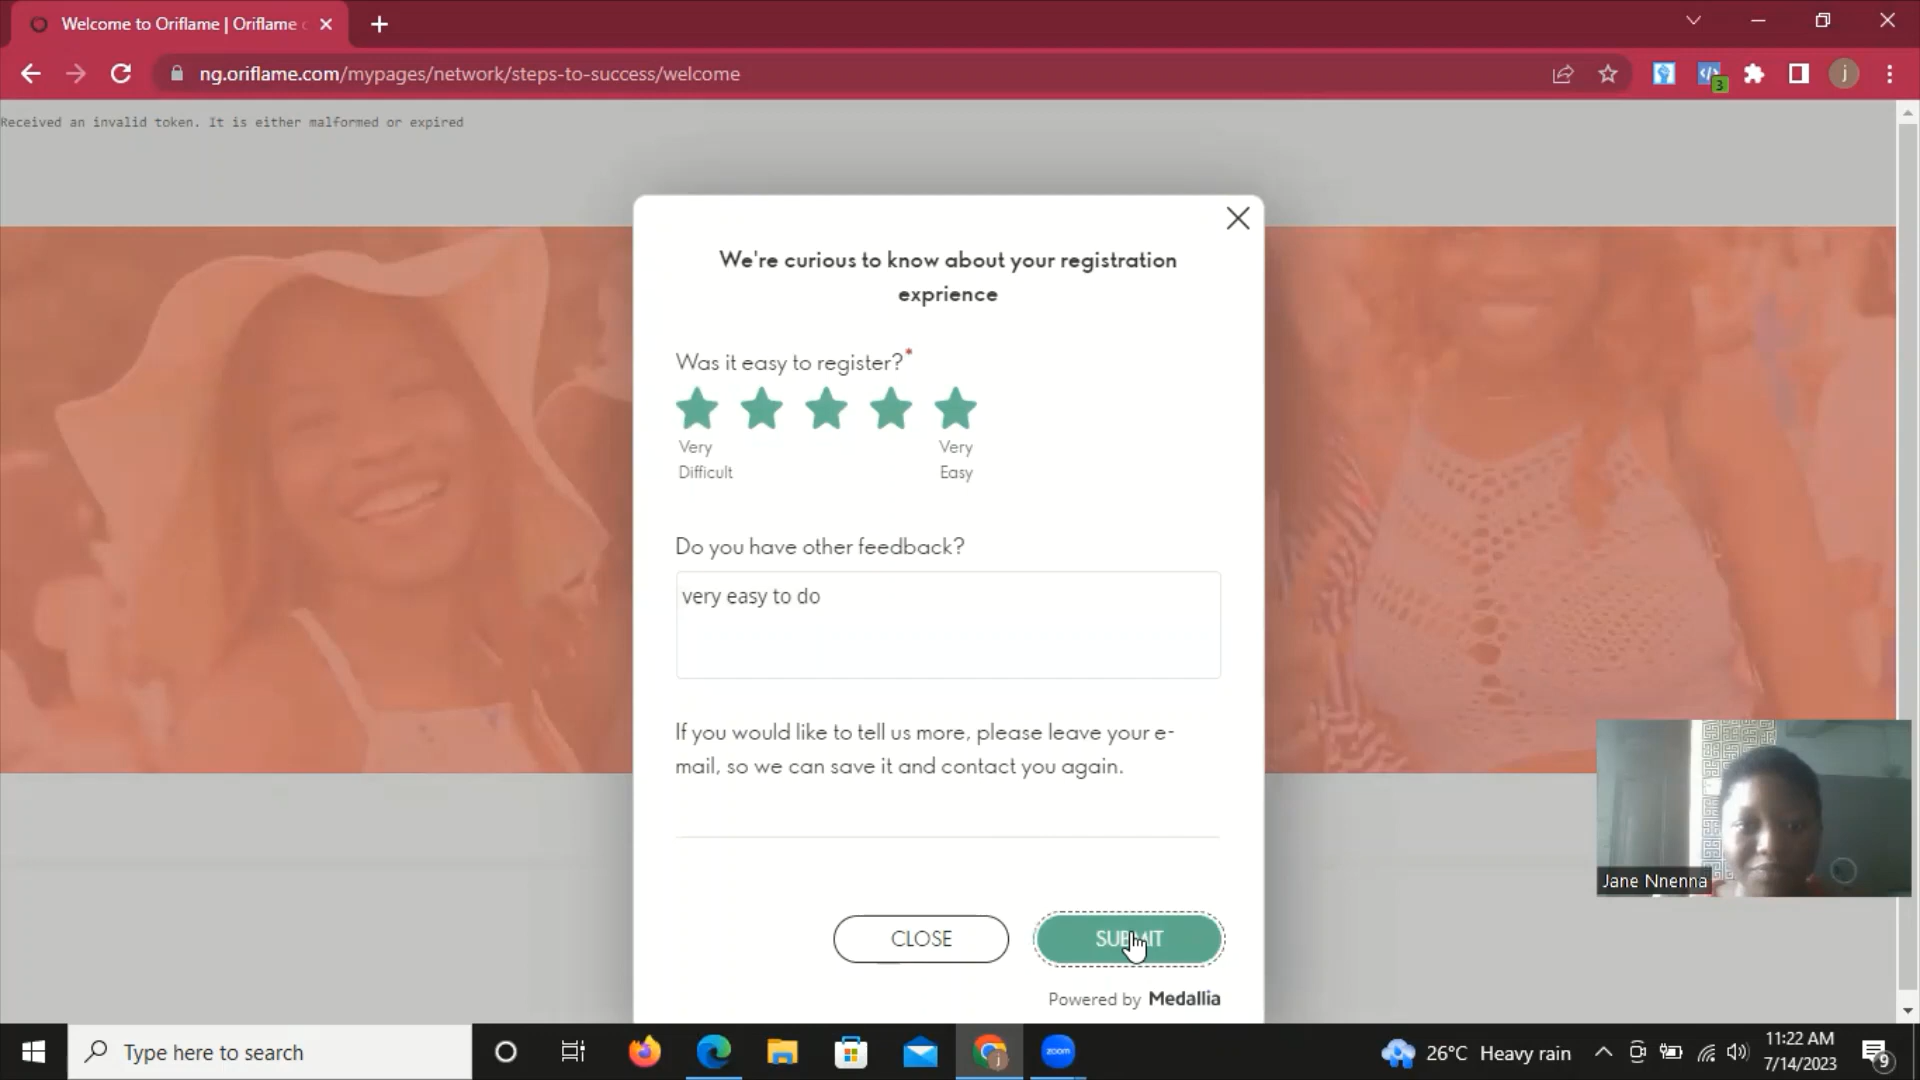 Welcome to Oriflame | Oriflame
ng.oriflame.com/mypages/network/steps-to-success/welcome
3
j
Received an invalid token. It is either malformed or expired
We're curious to know about your registration
exprience
Was it easy to register?*
Very
Difficult
Very
Easy
Do you have other feedback?
very easy to do
If you would like to tell us more, please leave your e-
mail, so we can save it and contact you again.
CLOSE
SUBMIT
Powered by Medallia
Jane Nnenna
Type here to search
j
zoom
26°C Heavy rain
11:22 AM
7/14/2023
9